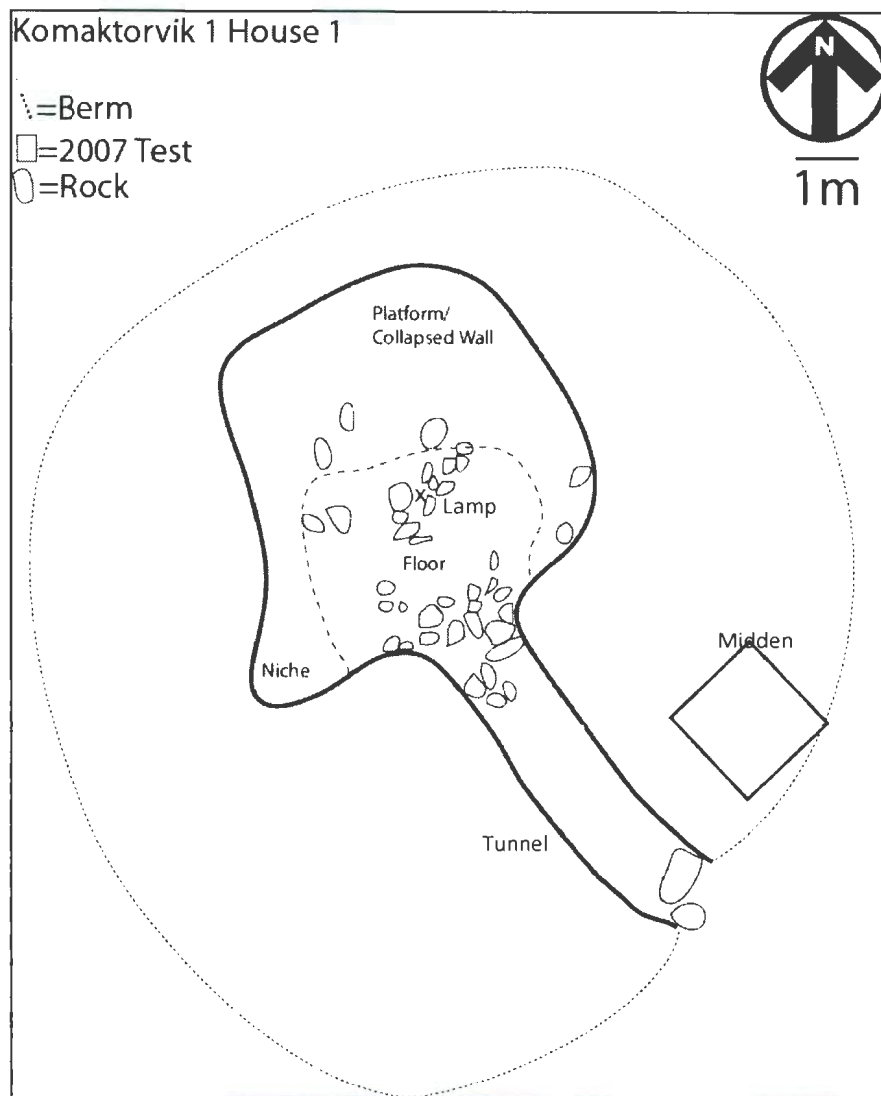 Komaktorvik 1 House 1
N
=Berm
=2007 Test
=Rock
1m
Platform/
Collapsed Wall
x
Lamp
Floor
Midden
Niche
Tunnel